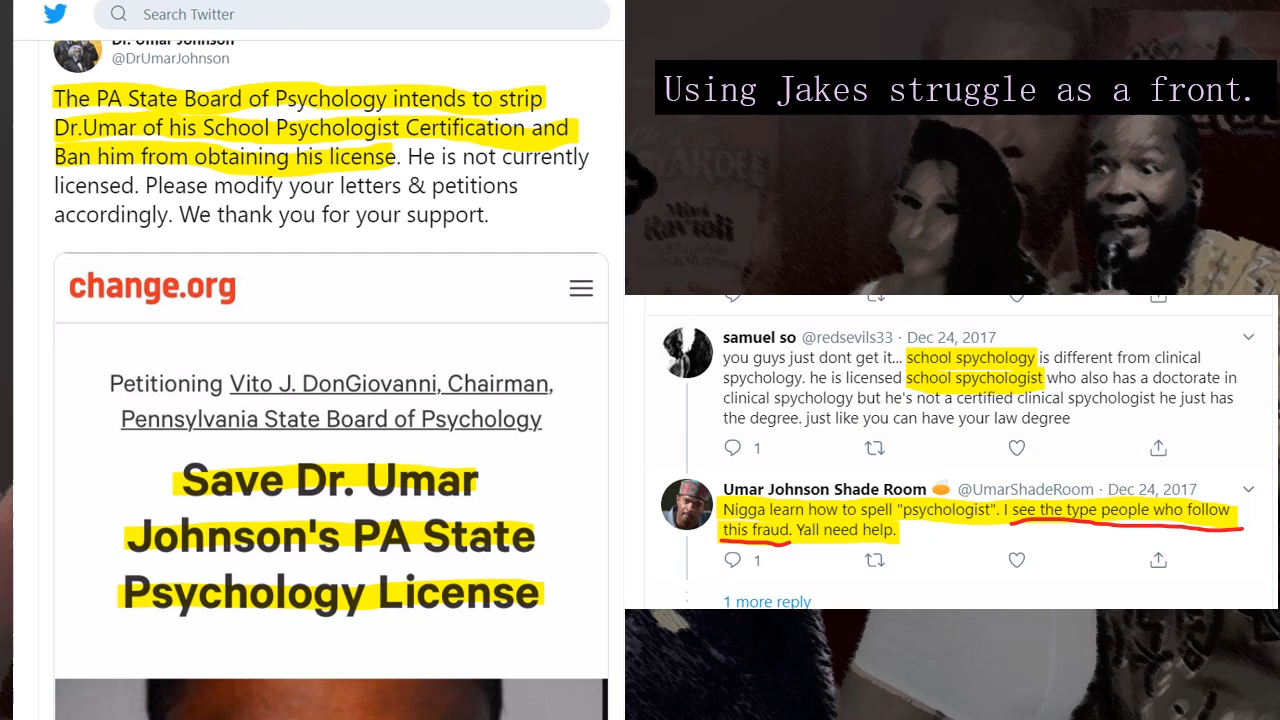 Search Twitter
Dr. Umar Johnson
@DrUmarJohnson
The PA State Board of Psychology intends to strip
Dr.Umar of his School Psychologist Certification and
Ban him from obtaining his license. He is not currently
licensed. Please modify your letters & petitions
accordingly. We thank you for your support.
change.org
Petitioning Vito J. DonGiovanni, Chairman,
Pennsylvania State Board of Psychology
Save Dr. Umar
Johnson's PA State
Psychology License
Using Jakes struggle as a front.
Mini
Ravioli
samuel so @redsevils33 · Dec 24, 2017
you guys just dont get it... school spychology is different from clinical
spychology. he is licensed school spychologist who also has a doctorate in
clinical spychology but he's not a certified clinical spychologist he just has
the degree. just like you can have your law degree
1
Umar Johnson Shade Room @UmarShadeRoom · Dec 24, 2017
Nigga learn how to spell "psychologist". I see the type people who follow
this fraud. Yall need help.
1
1 more reply